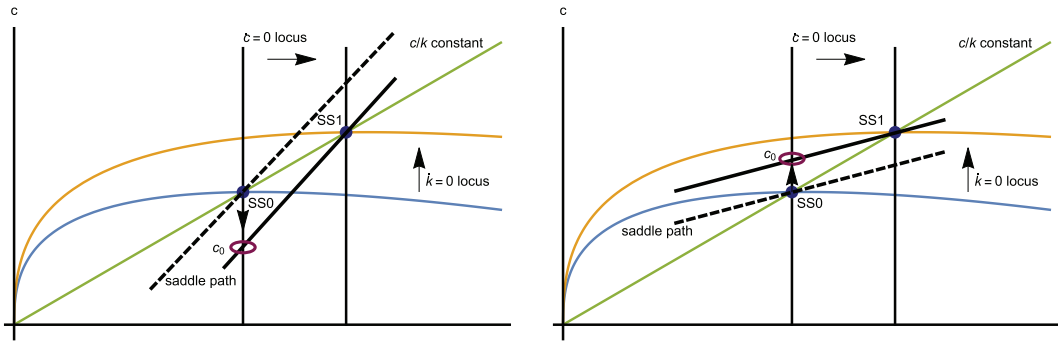 c
ċ = 0 locus
c/k constant
SS1
k̇ = 0 locus
SS0
c₀
saddle path
c
ċ = 0 locus
c/k constant
SS1
c₀
k̇ = 0 locus
SS0
saddle path